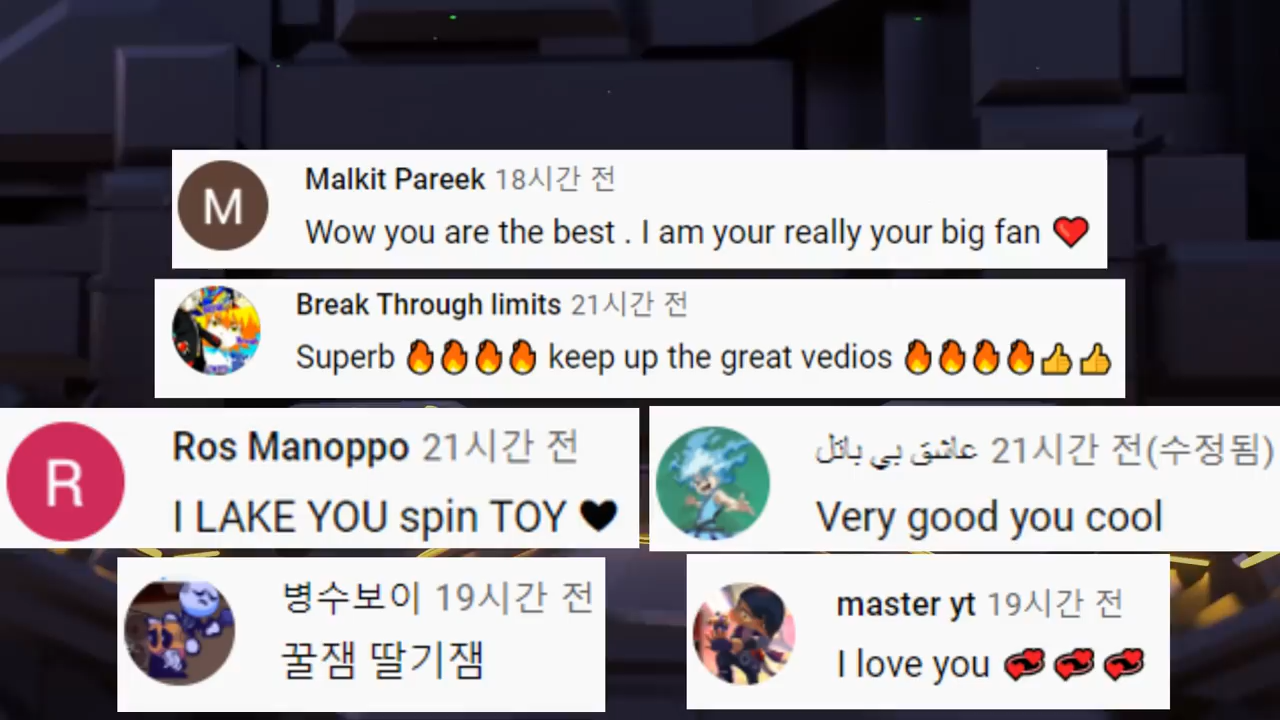 Malkit Pareek 18시간 전
Wow you are the best . I am your really your big fan ❤️
Break Through limits 21시간 전
Superb 🔥🔥🔥🔥 keep up the great vedios 🔥🔥🔥🔥👍👍
R
Ros Manoppo 21시간 전
I LAKE YOU spin TOY 🖤
عاشق بي باتل 21시간 전(수정됨)
Very good you cool
병수보이 19시간 전
꿀잼 딸기잼
master yt 19시간 전
I love you 💞💞💞